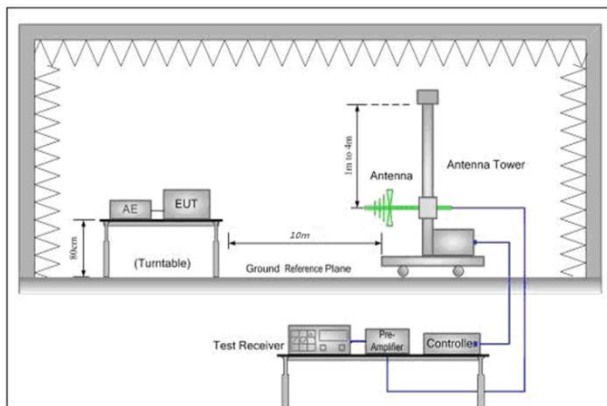 1m to 4m
Antenna
Antenna Tower
AE
EUT
80cm
(Turntable)
10m
Ground Reference Plane
Test Receiver
Pre-
Amplifier
Controller